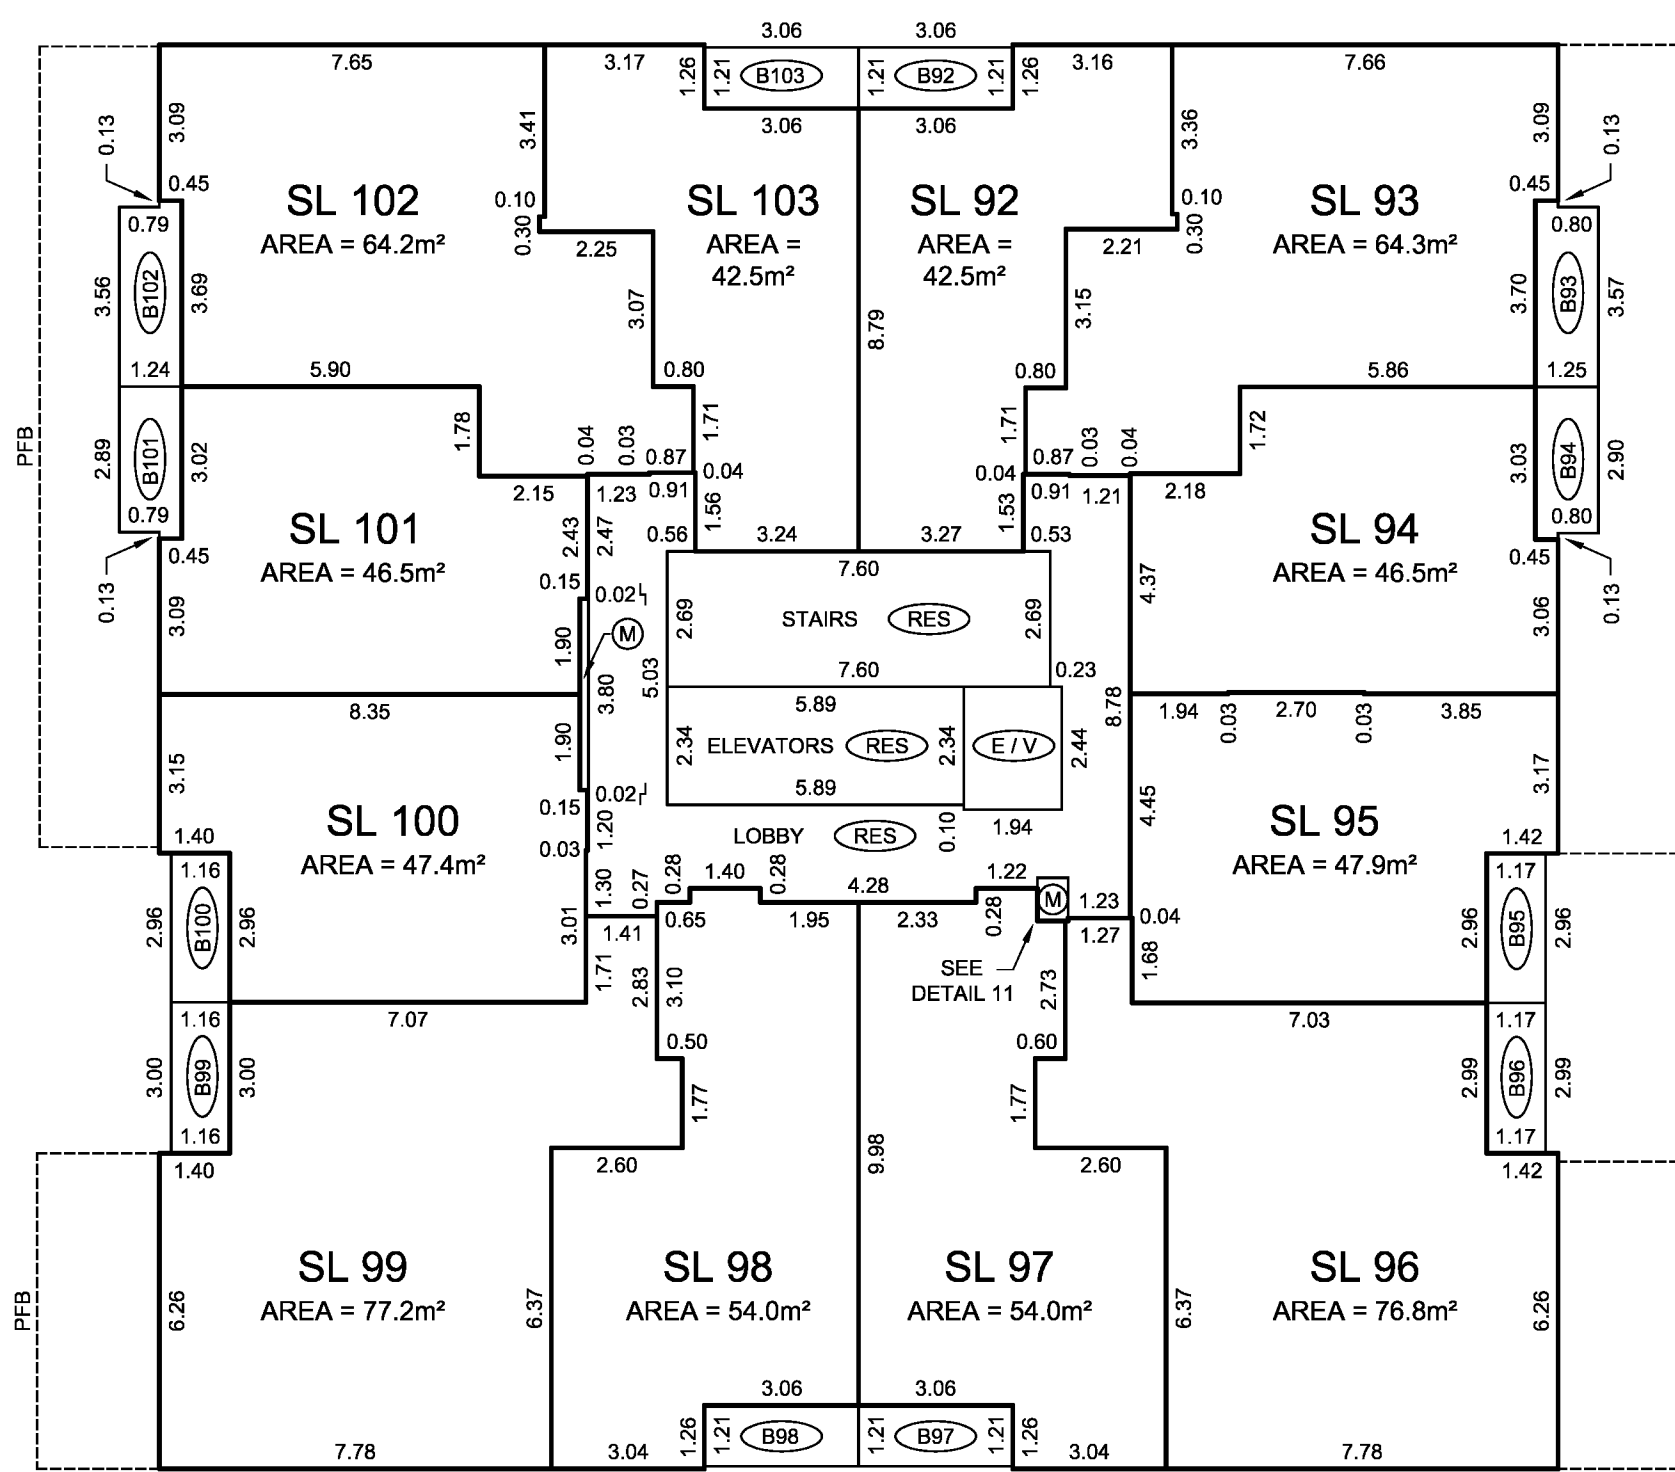 3.06 3.06
7.65 3.17 1.26 1.21 B103 1.21 B92 1.21 1.26 3.16 7.66
3.09 3.41 3.06 3.06 3.36 3.09
0.13 0.13
0.45 0.10 0.10 0.45
SL 102 SL 103 SL 92 SL 93
AREA = 64.2m² AREA = AREA = AREA = 64.3m²
42.5m² 42.5m²
0.79 0.30 2.25 2.21 0.30 0.80
3.56 B102 3.69 3.07 8.79 3.15 3.70 B93 3.57
1.24 5.90 0.80 0.80 5.86 1.25
PFB
2.89 B101 3.02 1.78 0.04 0.03 0.87 1.71 1.71 0.87 0.03 0.04 1.72 3.03 B94 2.90
0.04 0.04
0.79 2.15 1.23 0.91 0.91 1.21 2.18 0.80
SL 101 2.43 2.47 1.56 1.53 SL 94
0.56 3.24 3.27 0.53
0.45 0.45
AREA = 46.5m² 7.60 AREA = 46.5m²
0.13 0.15 0.02 4.37 0.13
3.09 1.90 M 2.69 STAIRS RES 2.69 3.06
5.03 7.60 0.23
8.35 3.80 5.89 8.78 1.94 0.03 2.70 0.03 3.85
3.15 1.90 2.34 ELEVATORS RES 2.34 E / V 2.44 3.17
5.89
0.15 0.02 4.45
SL 100 1.20 LOBBY RES 0.10 1.94 SL 95
1.40 1.42
AREA = 47.4m² 0.03 AREA = 47.9m²
1.16 1.30 0.27 0.28 1.40 0.28 4.28 1.22 M 1.23 1.17
2.96 B100 2.96 3.01 1.41 0.65 1.95 2.33 0.28 1.27 0.04 2.96 B95 2.96
1.71 2.83 3.10 SEE 2.73 1.68
DETAIL 11
1.16 7.07 7.03 1.17
0.50 0.60
3.00 B99 3.00 1.77 1.77 2.99 B96 2.99
1.16 1.17
1.40 2.60 9.98 2.60 1.42
SL 99 SL 98 SL 97 SL 96
PFB 6.26 AREA = 77.2m² 6.37 AREA = 54.0m² AREA = 54.0m² 6.37 AREA = 76.8m² 6.26
3.06 3.06
7.78 3.04 1.26 1.21 B98 1.21 B97 1.21 1.26 3.04 7.78